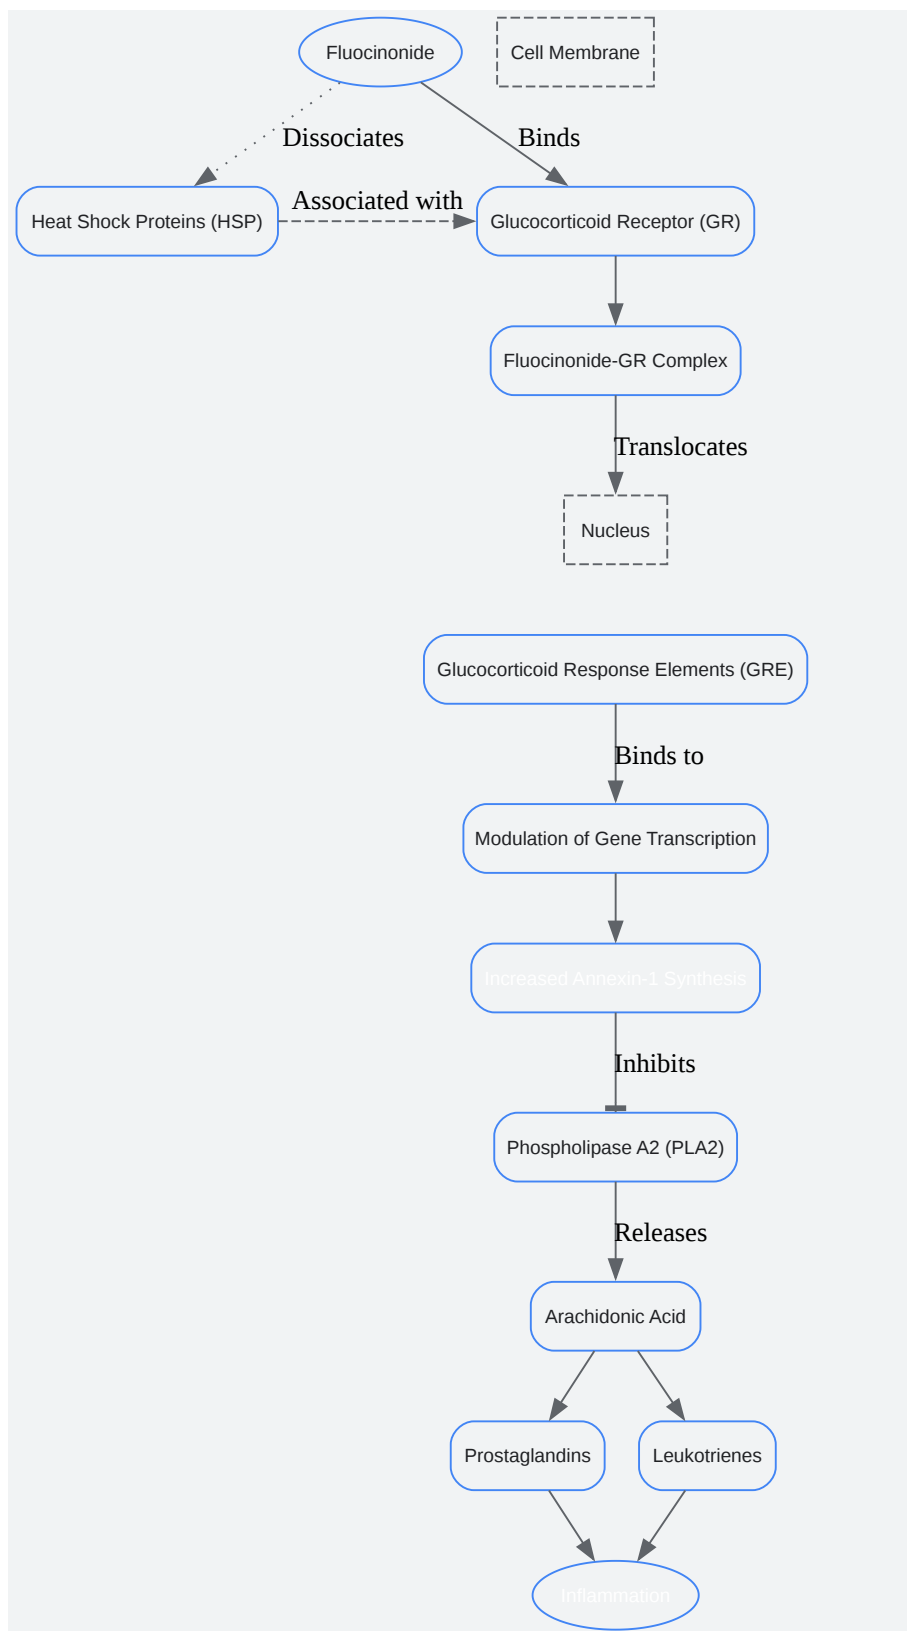 Fluocinonide
Cell Membrane
Dissociates
Binds
Associated with
Heat Shock Proteins (HSP)
Glucocorticoid Receptor (GR)
Fluocinonide-GR Complex
Translocates
Nucleus
Glucocorticoid Response Elements (GRE)
Binds to
Modulation of Gene Transcription
Increased Annexin-1 Synthesis
Inhibits
Phospholipase A2 (PLA2)
Releases
Arachidonic Acid
Prostaglandins
Leukotrienes
Inflammation